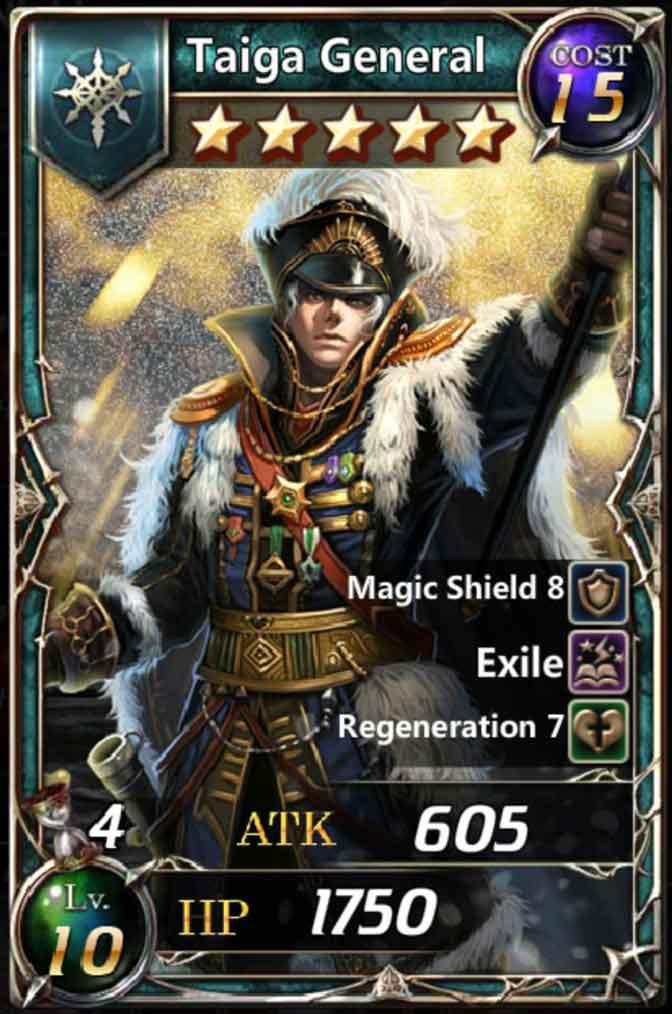 Taiga General
COST
15
Magic Shield 8
Exile
Regeneration 7
4 ATK 605
Lv. 10
HP 1750